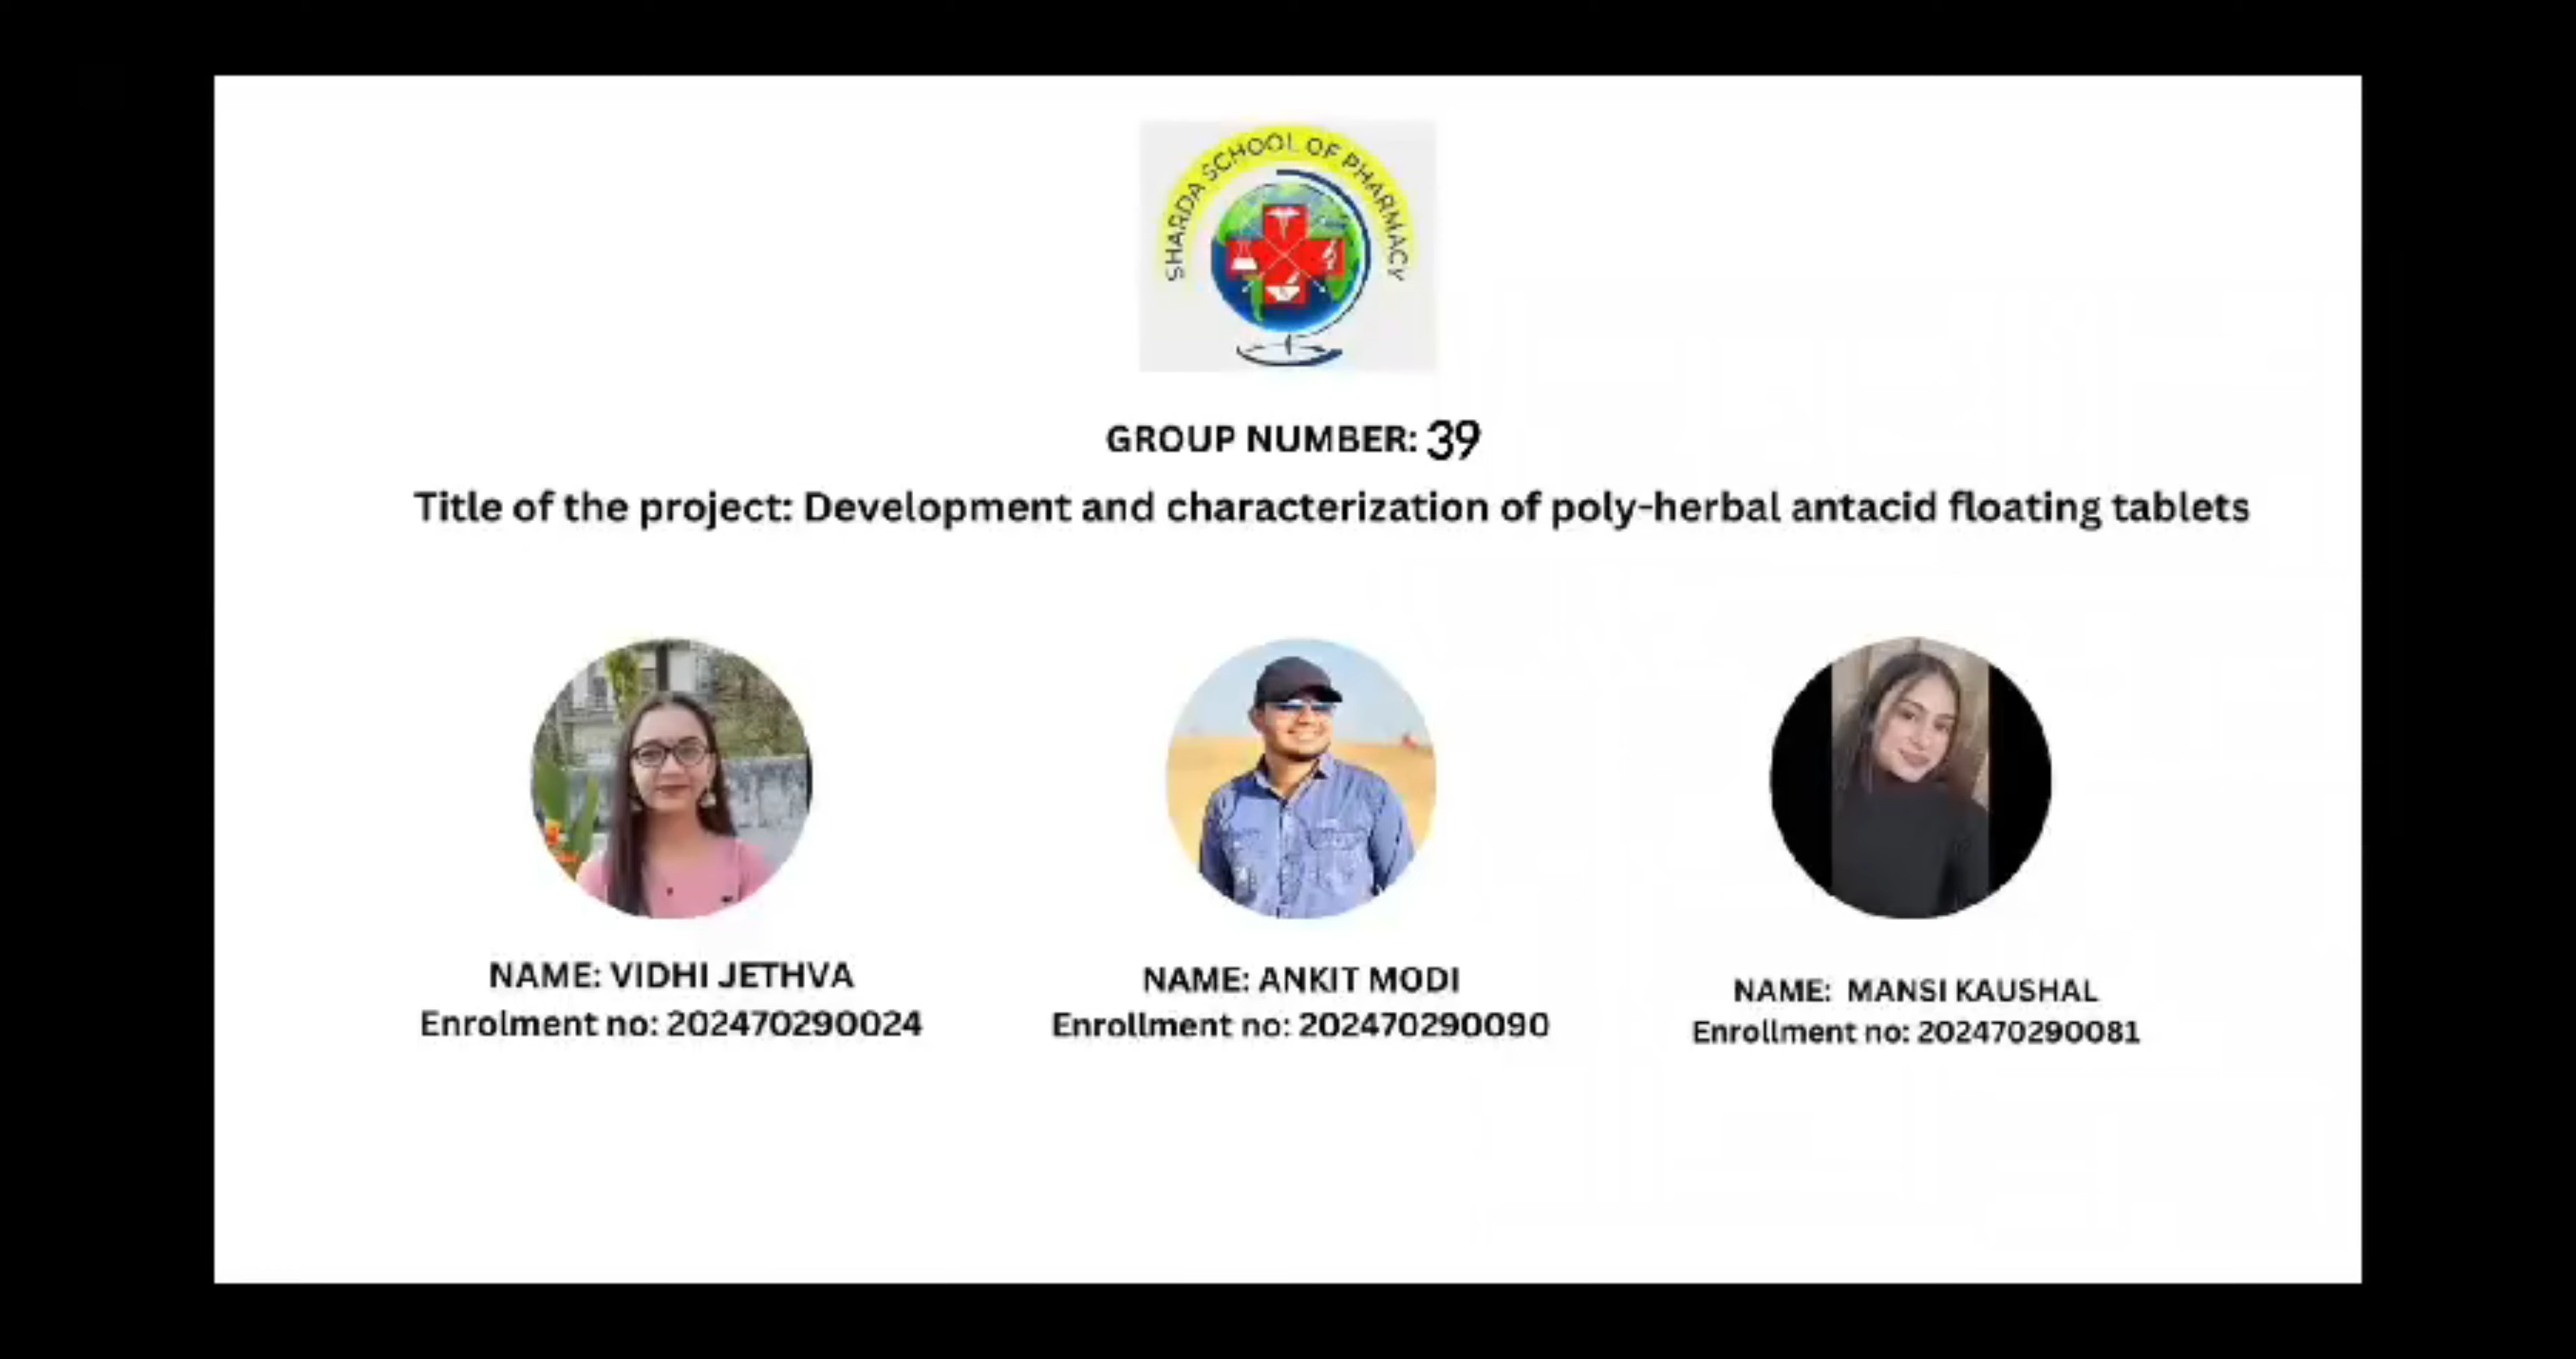 SHARDA SCHOOL OF PHARMACY
GROUP NUMBER: 39
Title of the project: Development and characterization of poly-herbal antacid floating tablets
NAME: VIDHI JETHVA
Enrolment no: 202470290024
NAME: ANKIT MODI
Enrollment no: 202470290090
NAME: MANSI KAUSHAL
Enrollment no: 202470290081